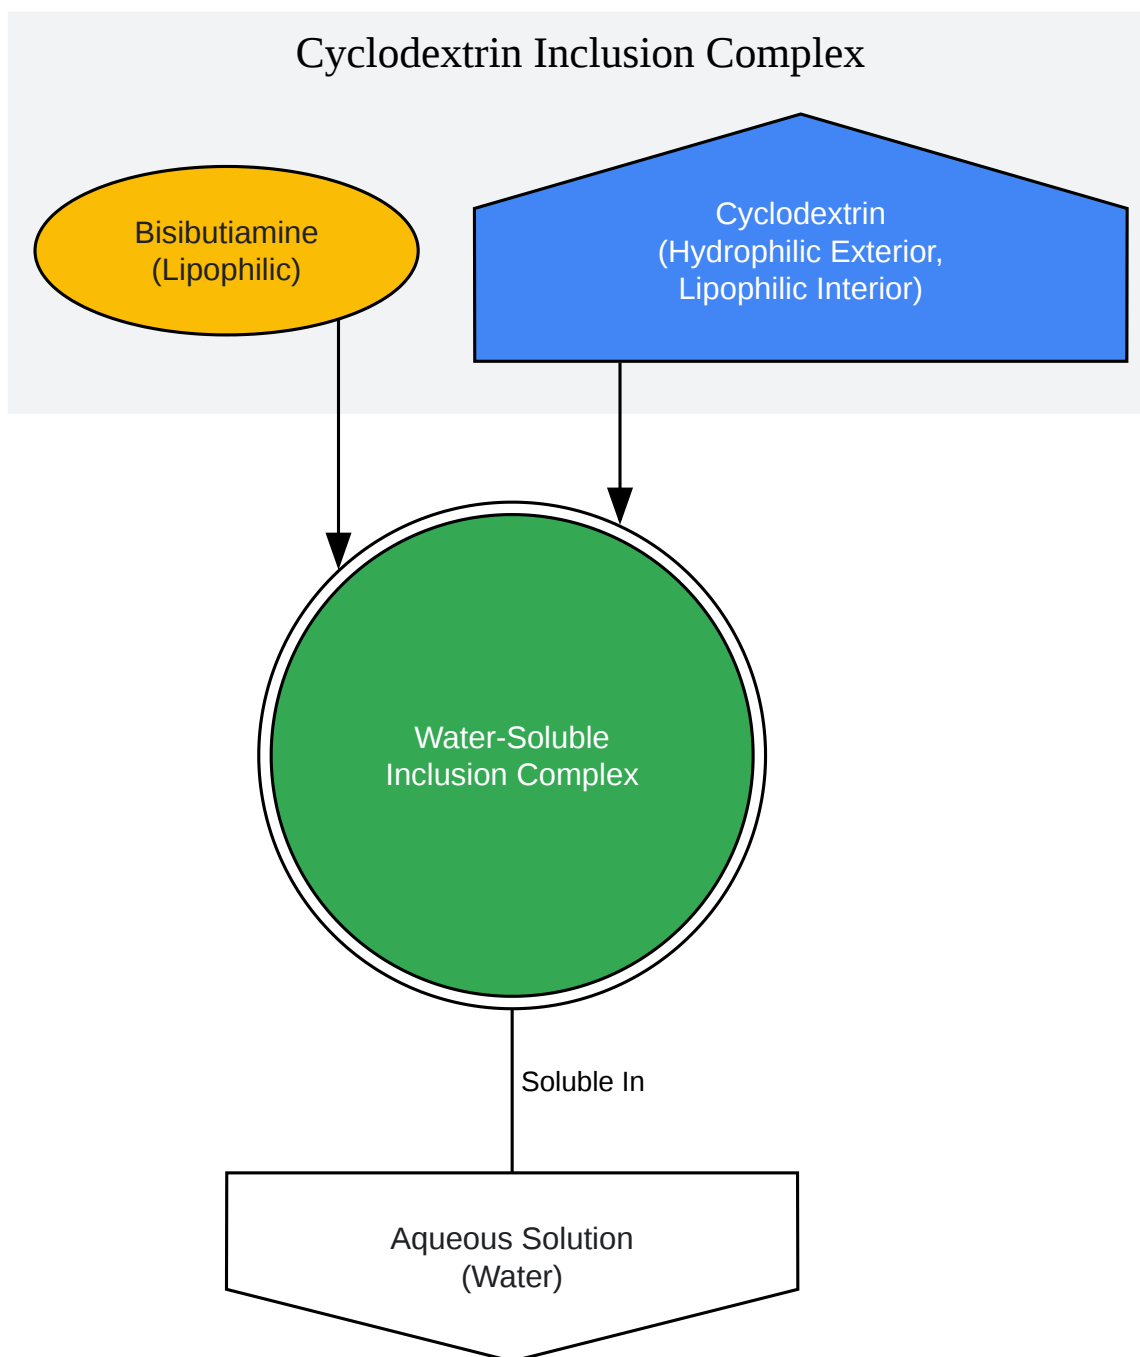 Cyclodextrin Inclusion Complex
Bisibutiamine
(Lipophilic)
Cyclodextrin
(Hydrophilic Exterior,
Lipophilic Interior)
Water-Soluble
Inclusion Complex
Soluble In
Aqueous Solution
(Water)